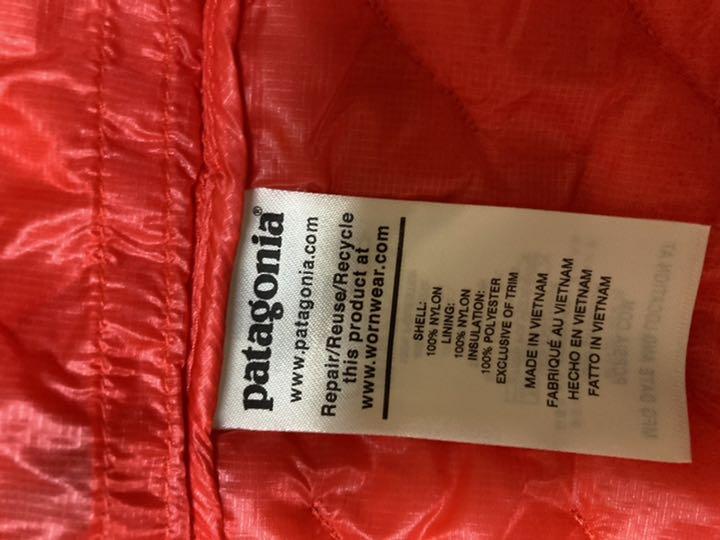 patagonia®
www.patagonia.com
Repair/Reuse/Recycle
this product at
www.wornwear.com
SHELL:
100% NYLON
LINING:
100% NYLON
INSULATION:
100% POLYESTER
EXCLUSIVE OF TRIM
MADE IN VIETNAM
FABRIQUÉ AU VIETNAM
HECHO EN VIETNAM
FATTO IN VIETNAM